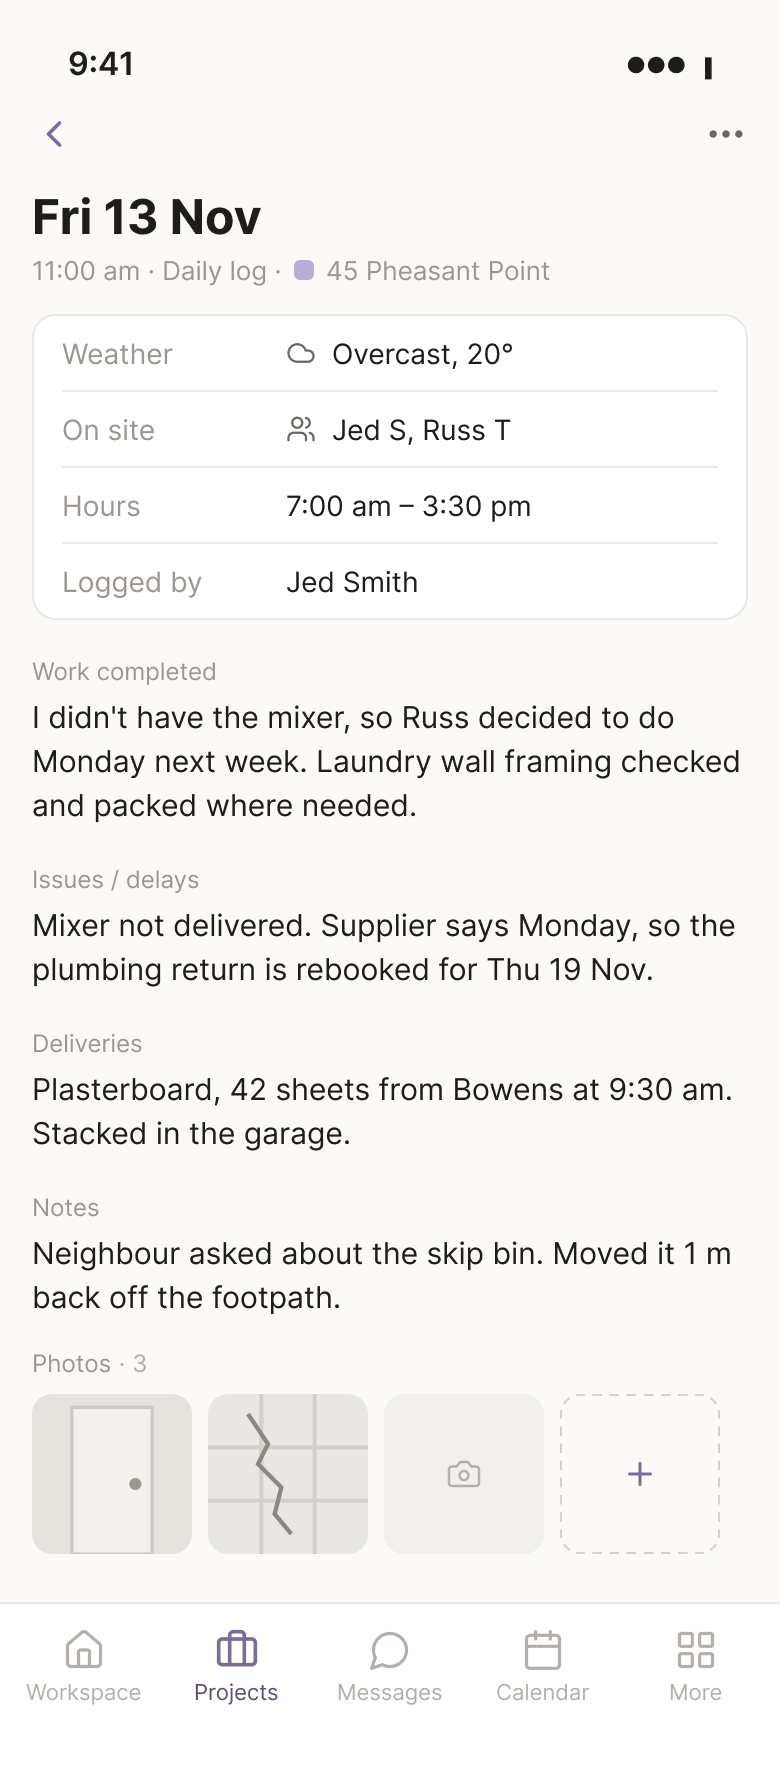 9:41
Fri 13 Nov
11:00 am · Daily log · 45 Pheasant Point
Weather Overcast, 20°
On site Jed S, Russ T
Hours 7:00 am – 3:30 pm
Logged by Jed Smith
Work completed
I didn't have the mixer, so Russ decided to do
Monday next week. Laundry wall framing checked
and packed where needed.
Issues / delays
Mixer not delivered. Supplier says Monday, so the
plumbing return is rebooked for Thu 19 Nov.
Deliveries
Plasterboard, 42 sheets from Bowens at 9:30 am.
Stacked in the garage.
Notes
Neighbour asked about the skip bin. Moved it 1 m
back off the footpath.
Photos · 3
Workspace Projects Messages Calendar More